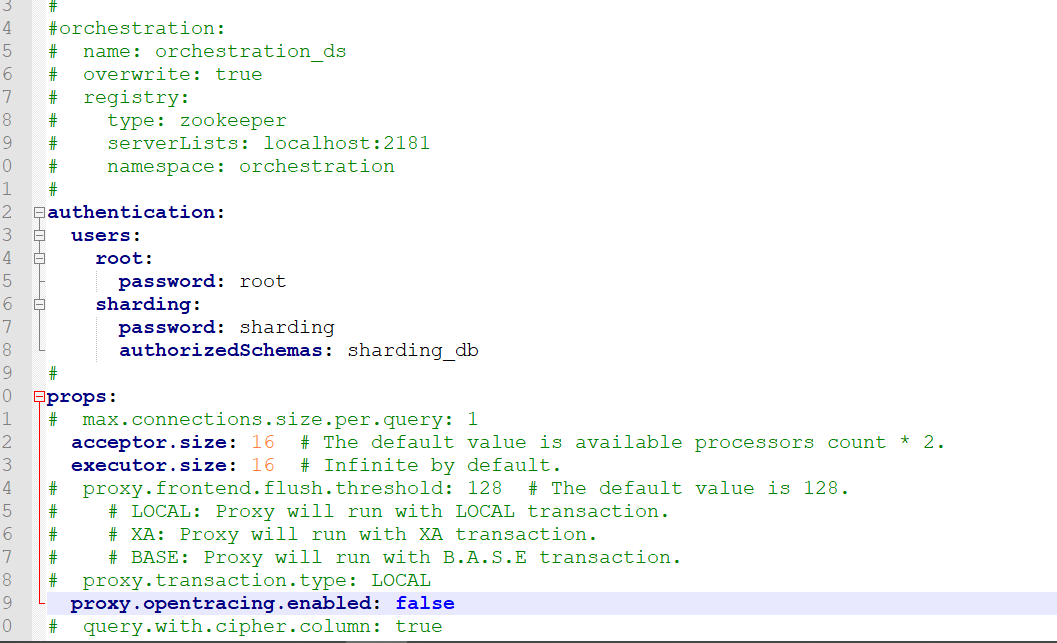 3 #
4 #orchestration:
5 #  name: orchestration_ds
6 #  overwrite: true
7 #  registry:
8 #    type: zookeeper
9 #    serverLists: localhost:2181
0 #    namespace: orchestration
1 #
2 authentication:
3   users:
4     root:
5       password: root
6     sharding:
7       password: sharding
8       authorizedSchemas: sharding_db
9 #
0 props:
1 #  max.connections.size.per.query: 1
2   acceptor.size: 16  # The default value is available processors count * 2.
3   executor.size: 16  # Infinite by default.
4 #  proxy.frontend.flush.threshold: 128  # The default value is 128.
5 #    # LOCAL: Proxy will run with LOCAL transaction.
6 #    # XA: Proxy will run with XA transaction.
7 #    # BASE: Proxy will run with B.A.S.E transaction.
8 #  proxy.transaction.type: LOCAL
9   proxy.opentracing.enabled: false
0 #  query.with.cipher.column: true